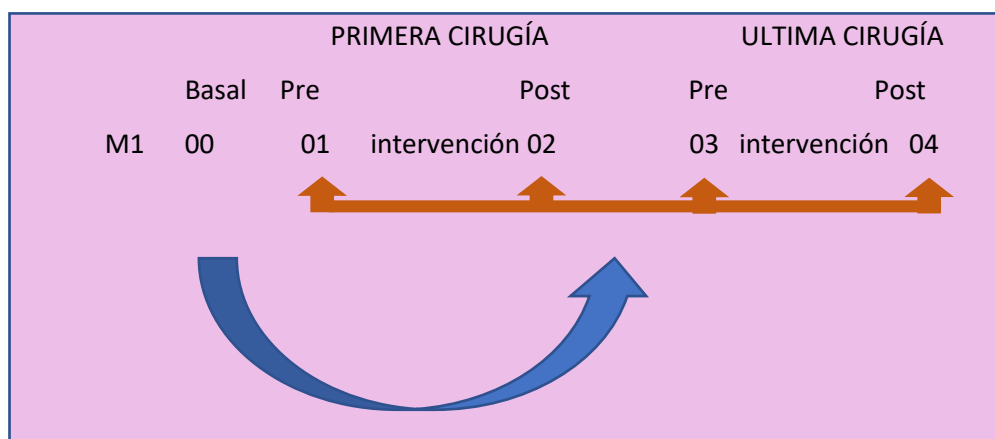 PRIMERA CIRUGÍA ULTIMA CIRUGÍA
Basal Pre Post Pre Post
M1 00 01 intervención 02 03 intervención 04